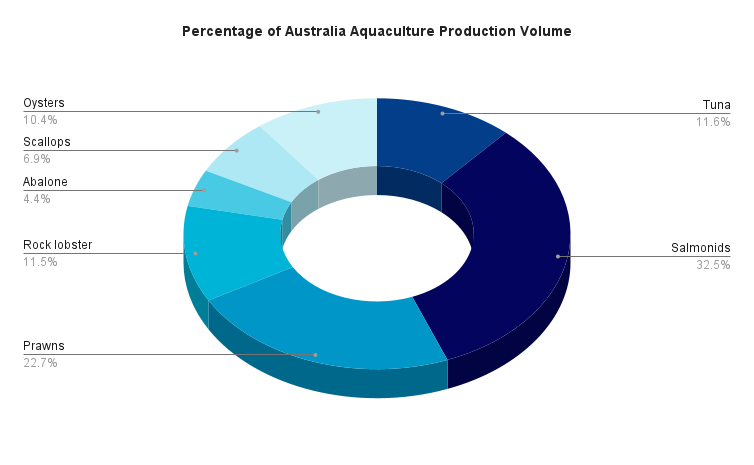 Percentage of Australia Aquaculture Production Volume
Oysters
10.4%
Scallops
6.9%
Abalone
4.4%
Rock lobster
11.5%
Prawns
22.7%
Tuna
11.6%
Salmonids
32.5%